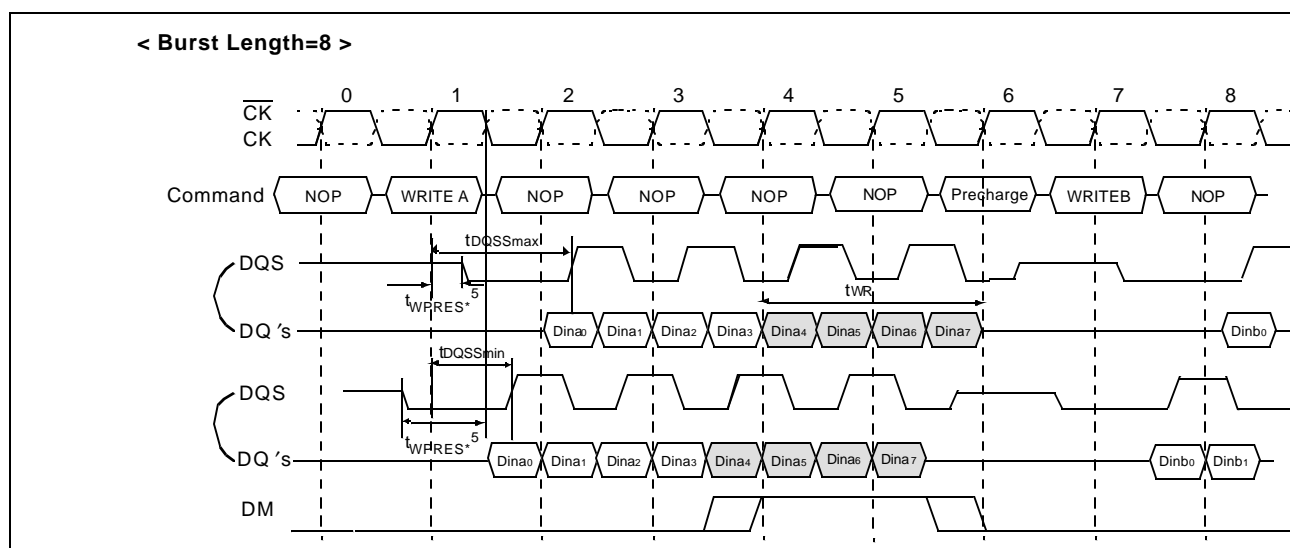 < Burst Length=8 >
0 1 2 3 4 5 6 7 8
CK
CK
Command NOP WRITE A NOP NOP NOP NOP Precharge WRITEB NOP
tDQSSmax
DQS
tWPRES*5
tWR
DQ's Dina0 Dina1 Dina2 Dina3 Dina4 Dina5 Dina6 Dina7 Dinb0
tDQSSmin
DQS
tWPRES*5
DQ's Dina0 Dina1 Dina2 Dina3 Dina4 Dina5 Dina6 Dina7 Dinb0 Dinb1
DM